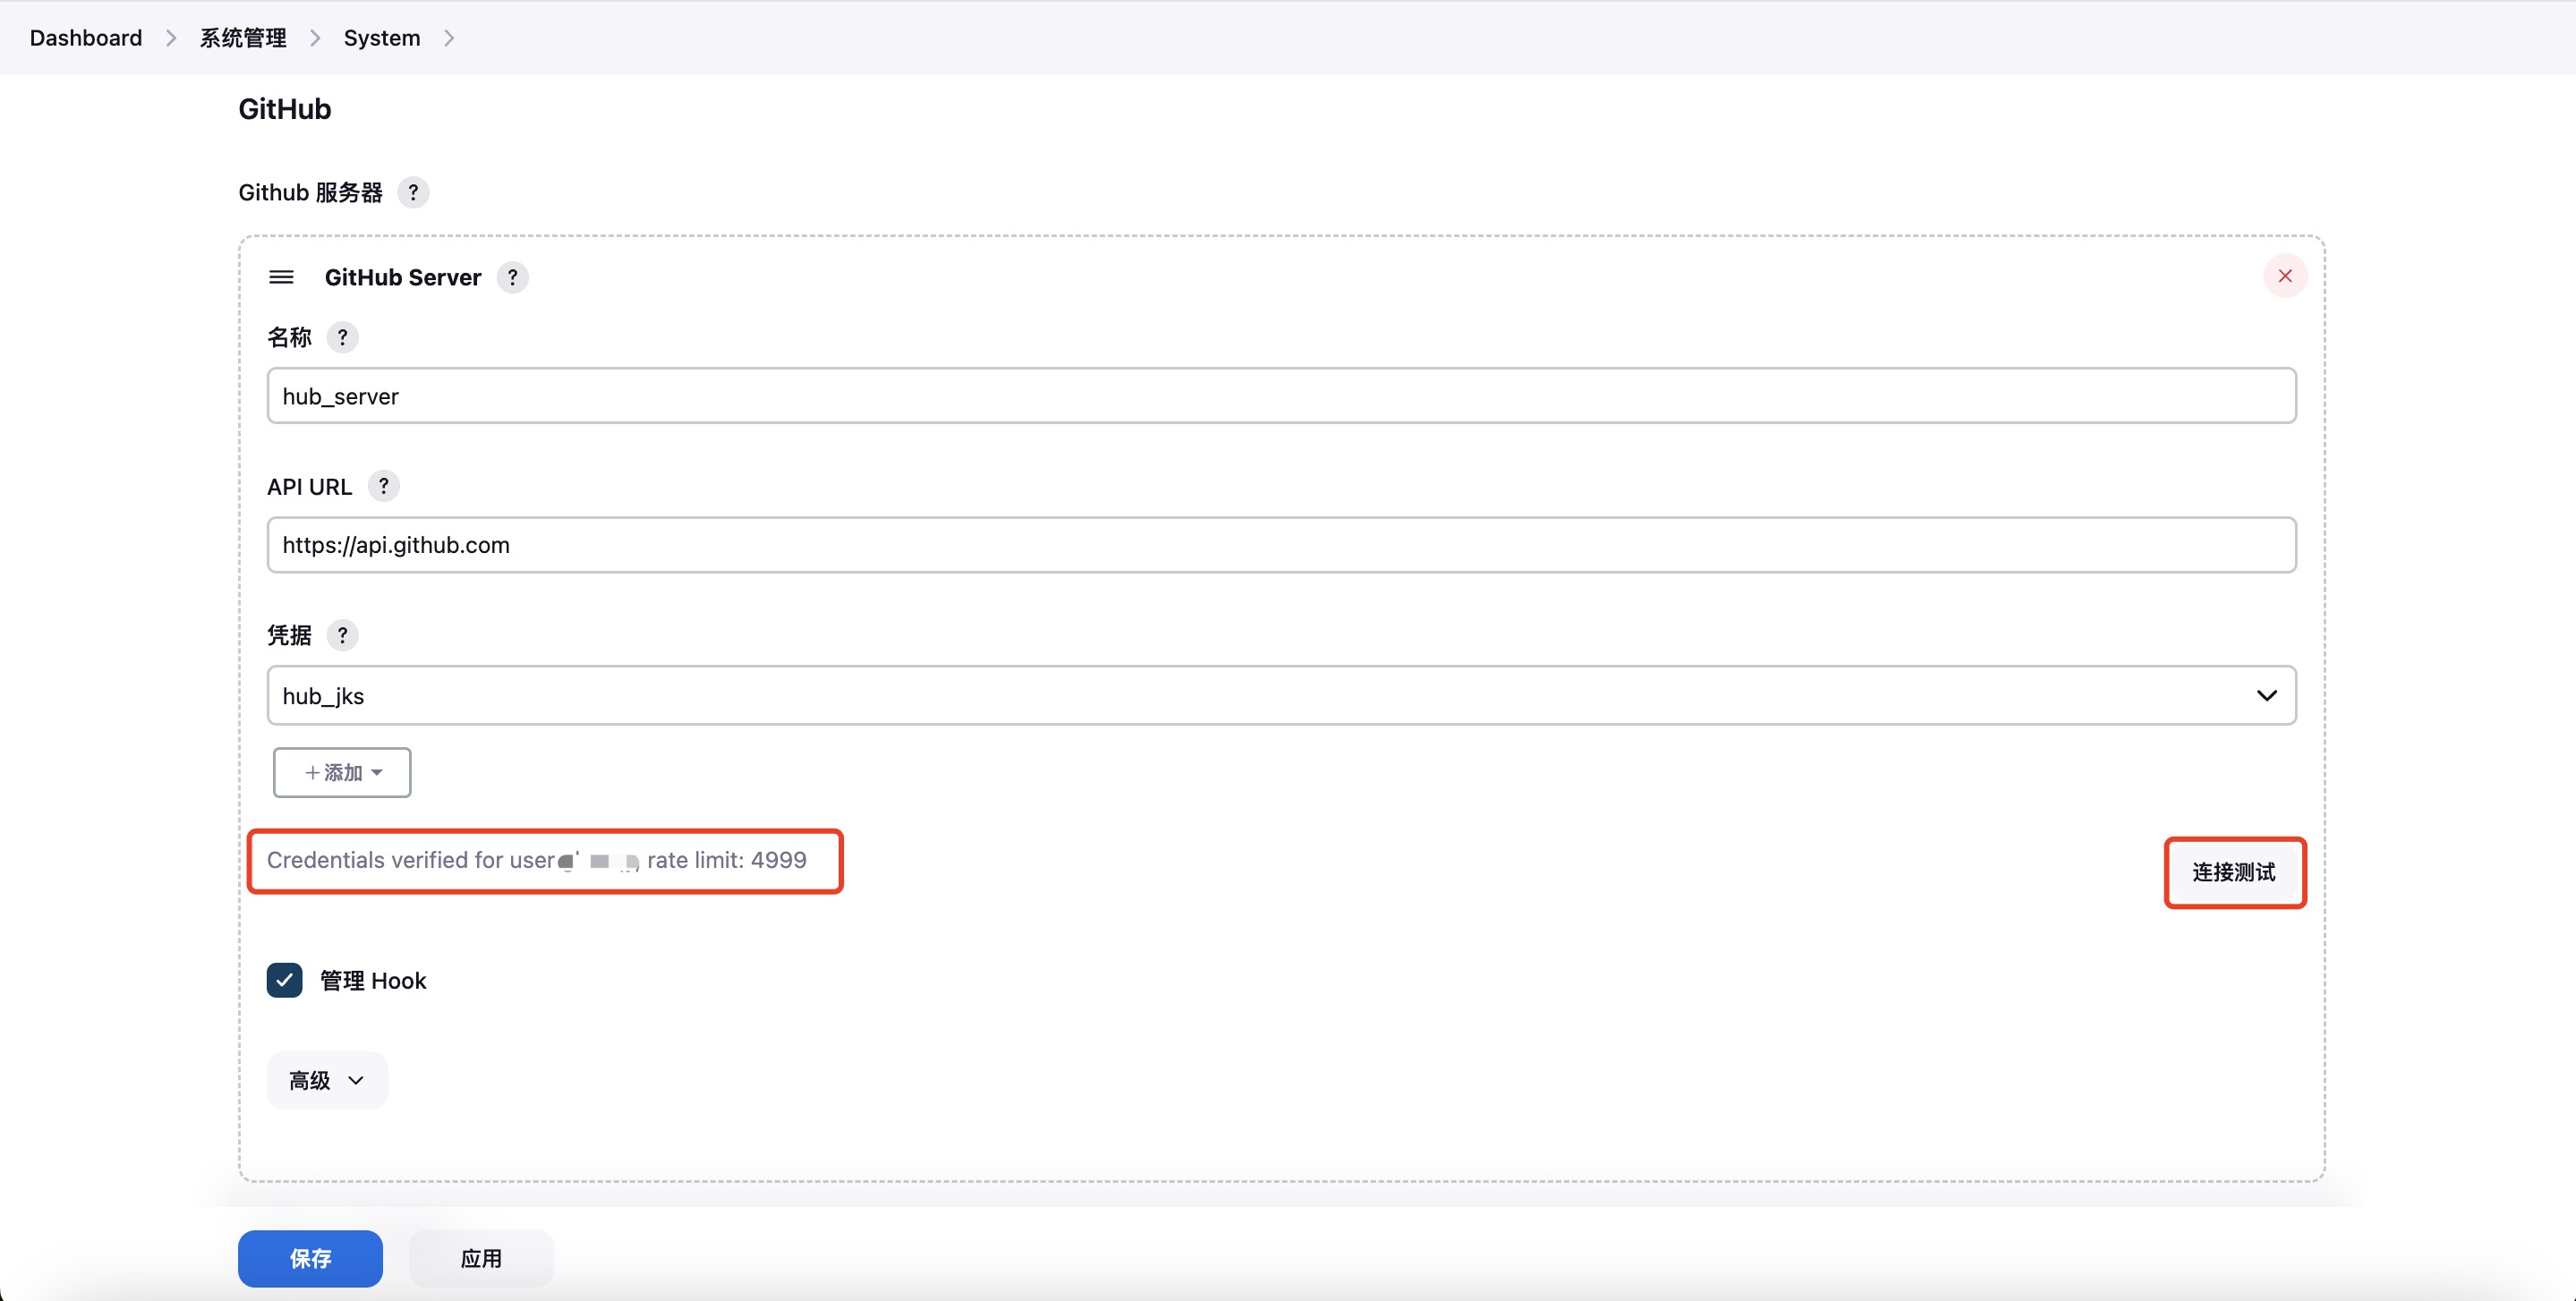 Dashboard 系统管理 System
GitHub
Github 服务器 ?
GitHub Server ?
名称 ?
hub_server
API URL ?
https://api.github.com
凭据 ?
hub_jks
+添加
Credentials verified for user rate limit: 4999
连接测试
管理 Hook
高级
保存 应用